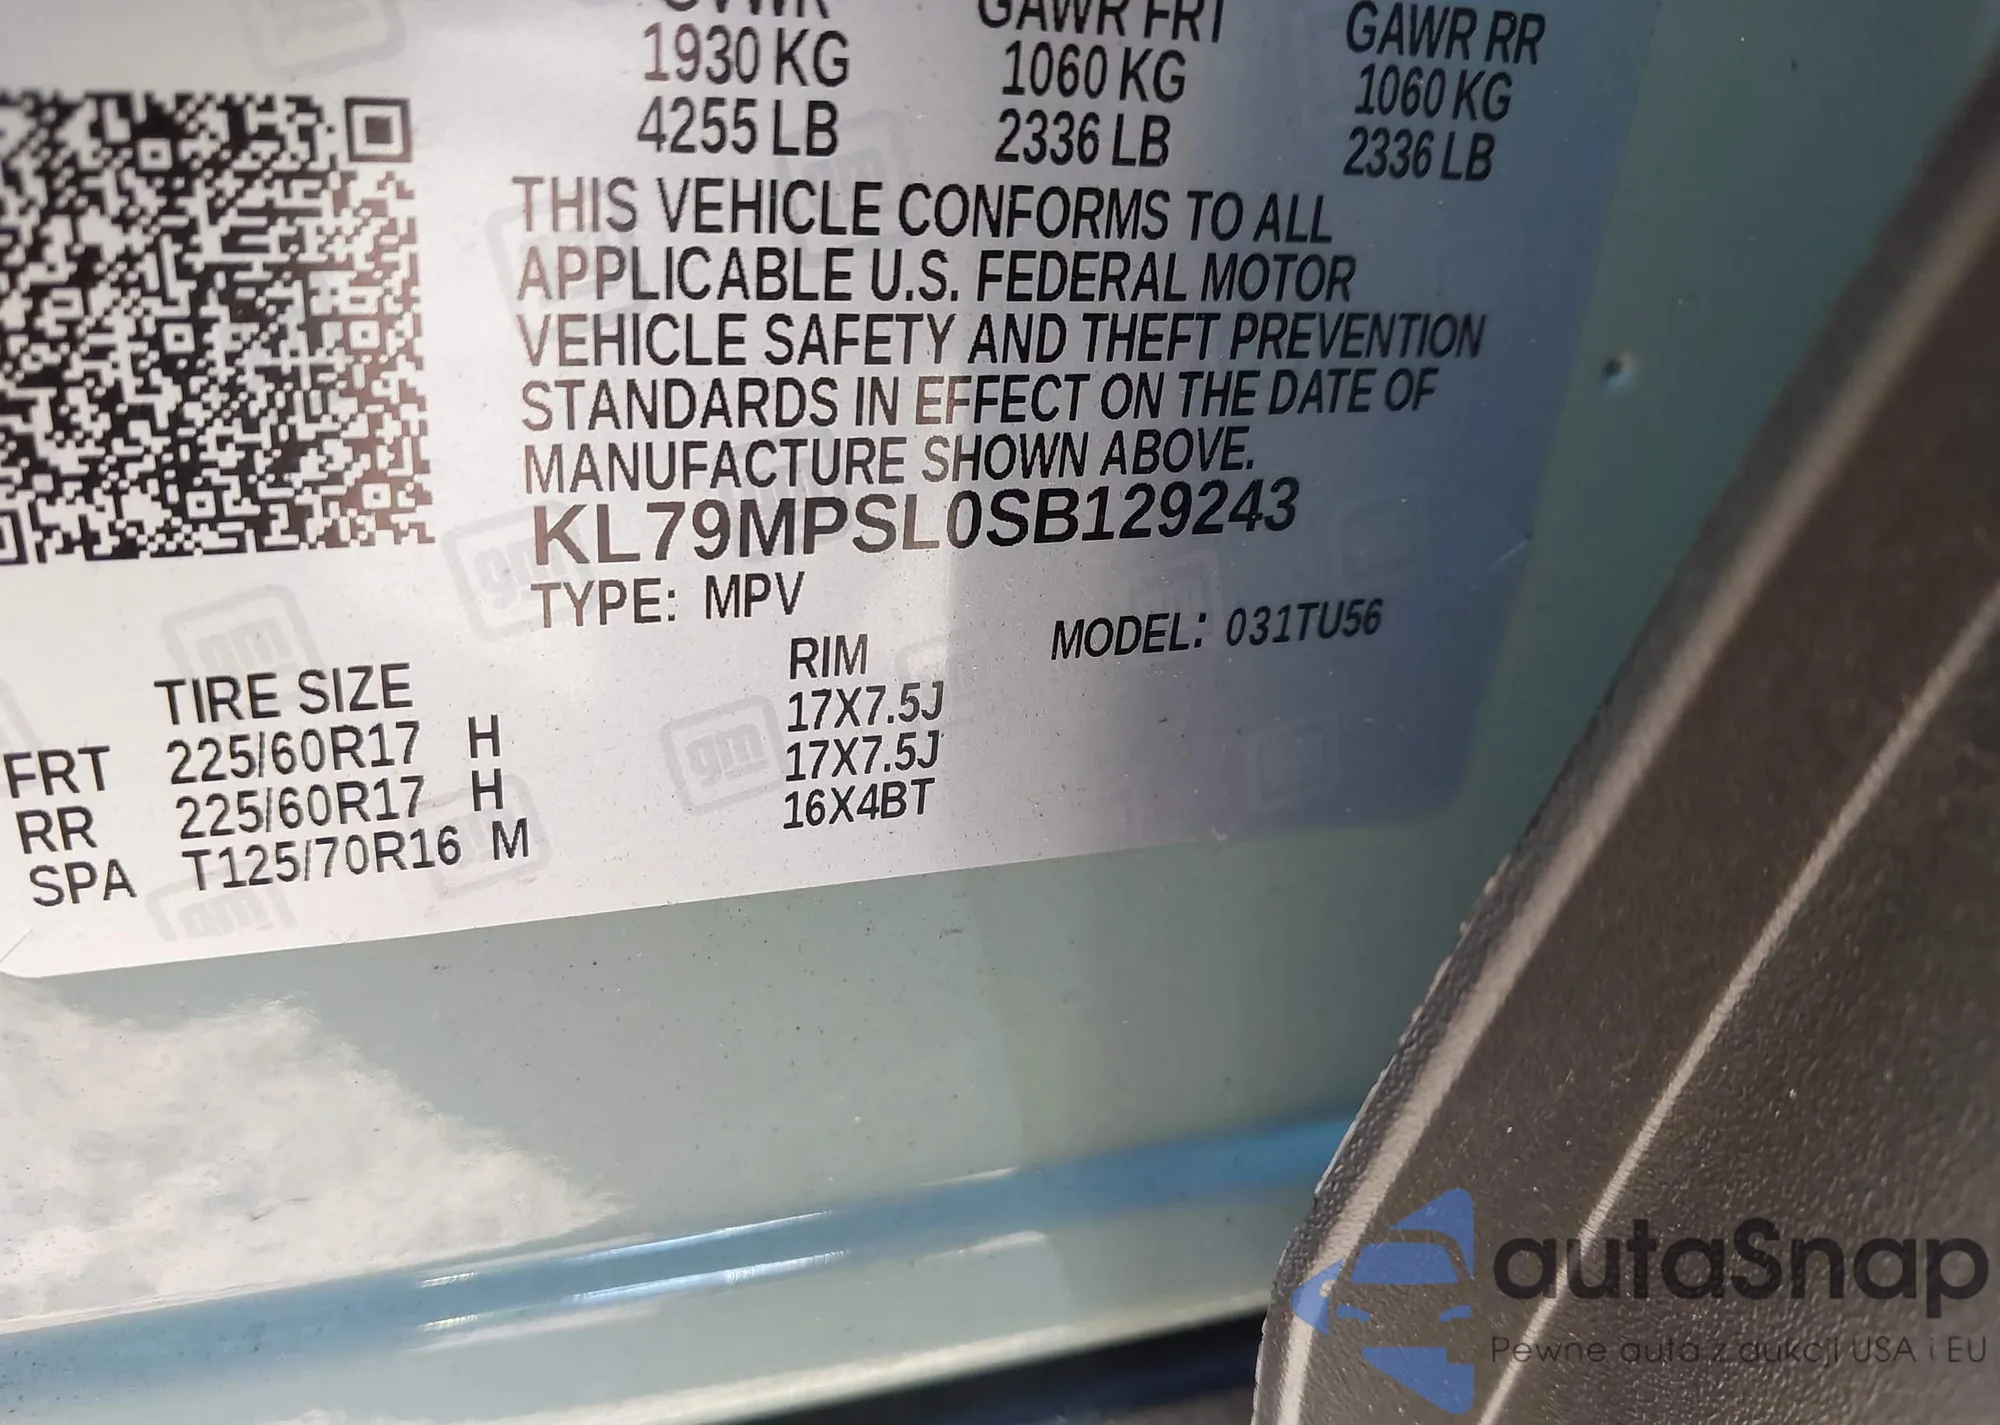 GVWR GAWR FRT GAWR RR
1930 KG 1060 KG 1060 KG
4255 LB 2336 LB 2336 LB
THIS VEHICLE CONFORMS TO ALL
APPLICABLE U.S. FEDERAL MOTOR
VEHICLE SAFETY AND THEFT PREVENTION
STANDARDS IN EFFECT ON THE DATE OF
MANUFACTURE SHOWN ABOVE.
KL79MPSL0SB129243
TYPE: MPV MODEL: 031TU56
TIRE SIZE RIM
FRT 225/60R17 H 17X7.5J
RR 225/60R17 H 17X7.5J
SPA T125/70R16 M 16X4BT
gm
autaSnap
Pewne auta z aukcji USA i EU